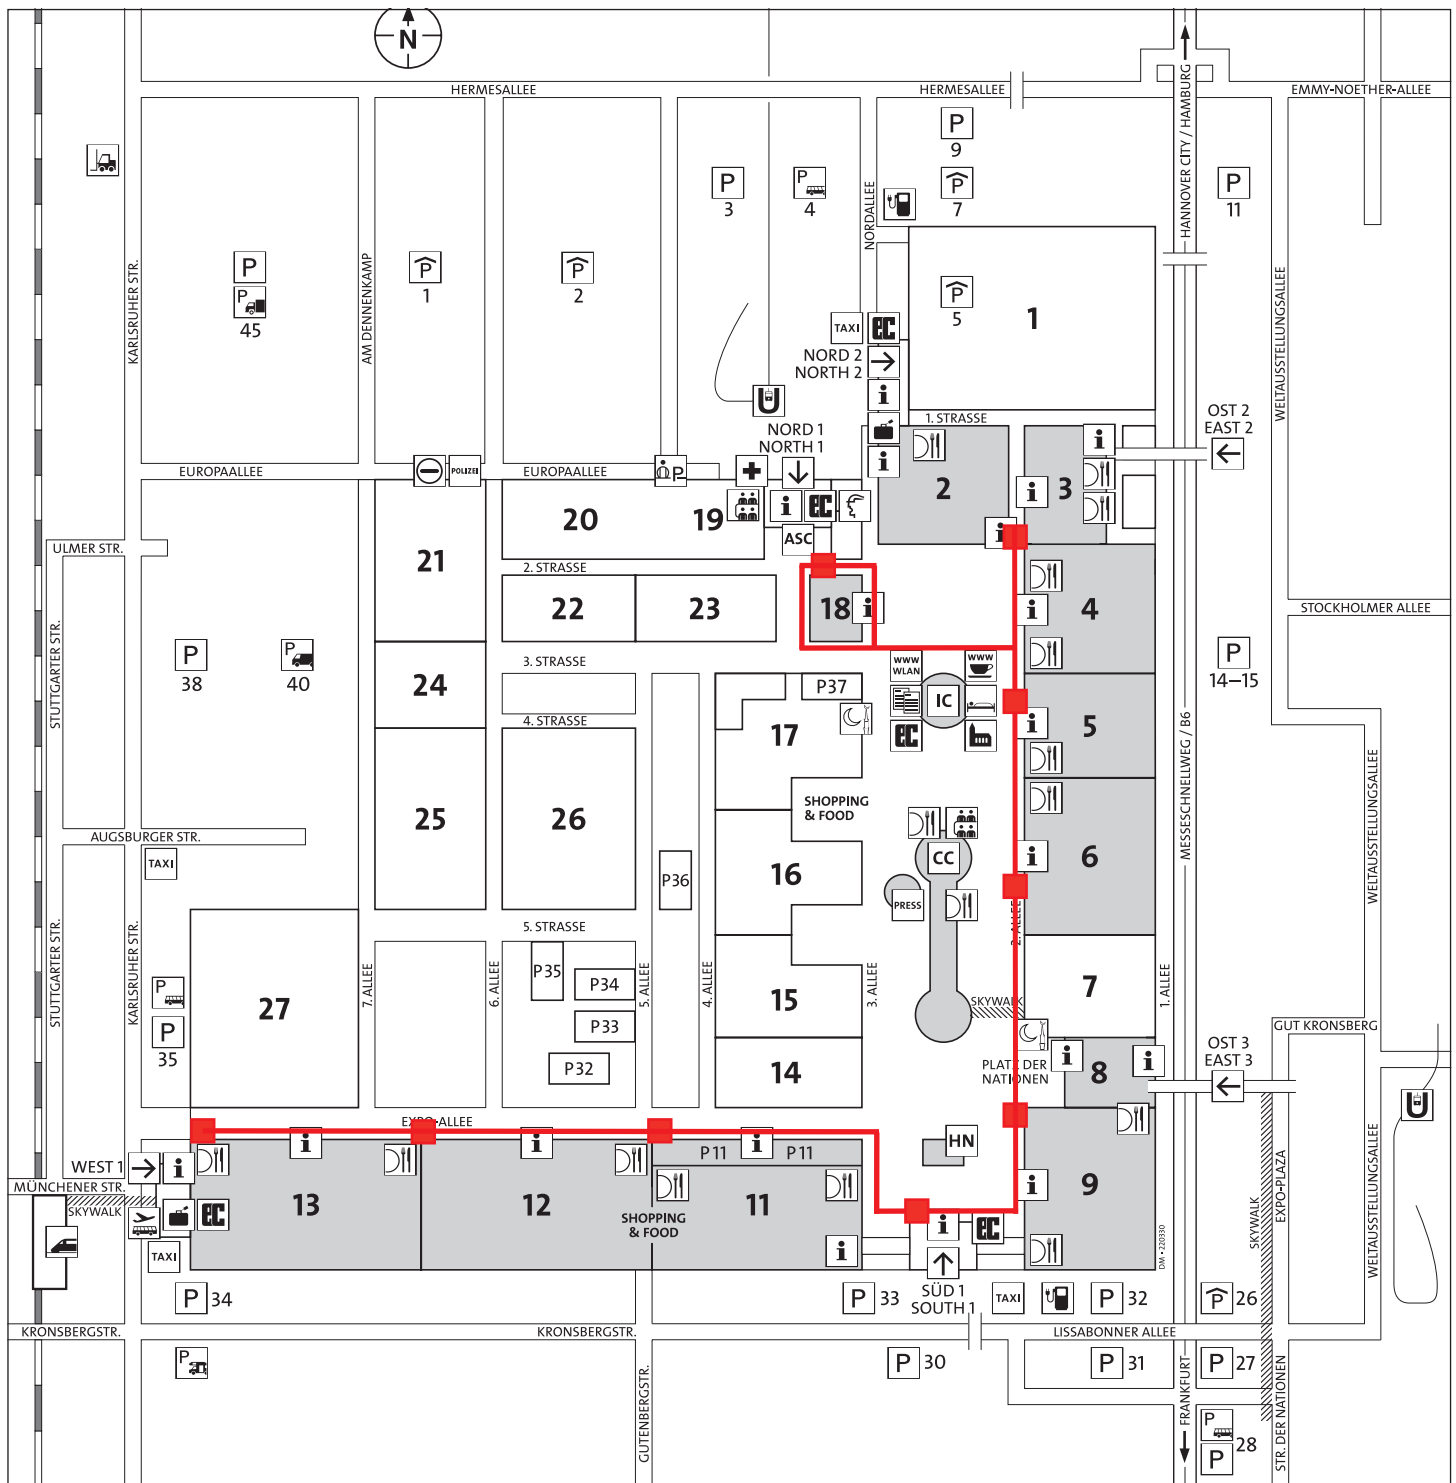 N
HERMESALLEE
HERMESALLEE
EMMY-NOETHER-ALLEE
HANNOVER CITY / HAMBURG
P
9
P
3
P
4
P
7
P
11
NORDALLEE
KARLSRUHER STR.
AM DENNENKAMP
WELTAUSSTELLUNGSALLEE
P
P
45
P
1
P
2
P
5
1
TAXI
EC
NORD 2
NORTH 2
i
U
i
1. STRASSE
NORD 1
NORTH 1
OST 2
EAST 2
EUROPAALLEE
POLIZEI
EUROPAALLEE
P
i
EC
2
i
3
i
20
19
ASC
i
21
ULMER STR.
2. STRASSE
22
23
18
i
i
4
STOCKHOLMER ALLEE
STUTTGARTER STR.
P
38
P
40
24
3. STRASSE
4. STRASSE
P37
WWW
WLAN
WWW
IC
EC
P
14–15
17
i
5
MESSESCHNELLWEG / B6
25
26
SHOPPING
& FOOD
AUGSBURGER STR.
TAXI
P36
16
CC
PRESS
i
6
2. ALLEE
WELTAUSSTELLUNGSALLEE
5. STRASSE
STUTTGARTER STR.
KARLSRUHER STR.
27
7. ALLEE
6. ALLEE
P35
P34
P33
P32
5. ALLEE
4. ALLEE
15
3. ALLEE
SKYWALK
7
1. ALLEE
P
P
35
14
PLATZ DER
NATIONEN
i
8
i
OST 3
EAST 3
GUT KRONSBERG
U
EXPO-ALLEE
WEST 1
i
MÜNCHENER STR.
SKYWALK
EC
TAXI
i
13
i
12
SHOPPING
& FOOD
P11
i
P11
11
i
HN
i
9
i
EC
DM • 220330
SKYWALK
EXPO-PLAZA
WELTAUSSTELLUNGSALLEE
P 34
P 33
SÜD 1
SOUTH 1
TAXI
P 32
P 26
KRONSBERGSTR.
KRONSBERGSTR.
LISSABONNER ALLEE
P
P 30
P 31
P 27
GUTENBERGSTR.
FRANKFURT
P
P
28
STR. DER NATIONEN